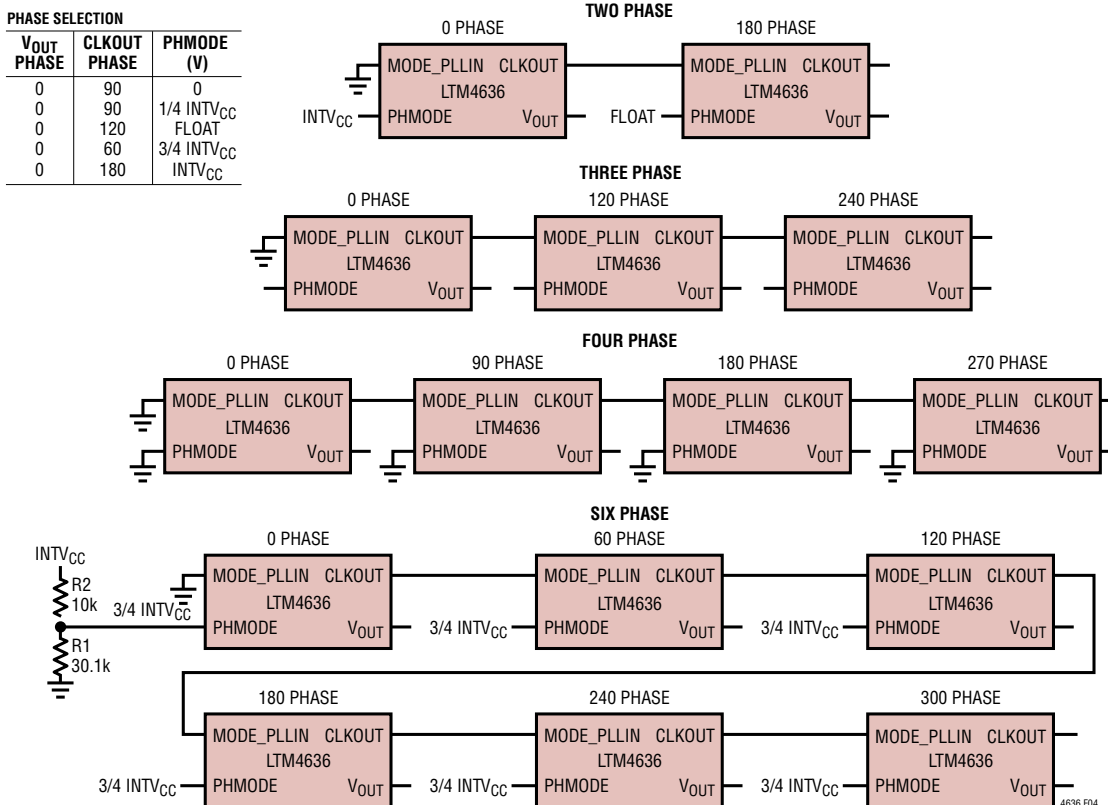 PHASE SELECTION
VOUT PHASE CLKOUT PHASE PHMODE (V)
0 90 0
0 90 1/4 INTVCC
0 120 FLOAT
0 60 3/4 INTVCC
0 180 INTVCC
TWO PHASE
0 PHASE 180 PHASE
MODE_PLLIN CLKOUT MODE_PLLIN CLKOUT
LTM4636 LTM4636
INTVCC PHMODE VOUT FLOAT PHMODE VOUT
THREE PHASE
0 PHASE 120 PHASE 240 PHASE
MODE_PLLIN CLKOUT MODE_PLLIN CLKOUT MODE_PLLIN CLKOUT
LTM4636 LTM4636 LTM4636
PHMODE VOUT PHMODE VOUT PHMODE VOUT
FOUR PHASE
0 PHASE 90 PHASE 180 PHASE 270 PHASE
MODE_PLLIN CLKOUT MODE_PLLIN CLKOUT MODE_PLLIN CLKOUT MODE_PLLIN CLKOUT
LTM4636 LTM4636 LTM4636 LTM4636
PHMODE VOUT PHMODE VOUT PHMODE VOUT PHMODE VOUT
SIX PHASE
0 PHASE 60 PHASE 120 PHASE
INTVCC
R2
10k
3/4 INTVCC
R1
30.1k
MODE_PLLIN CLKOUT MODE_PLLIN CLKOUT MODE_PLLIN CLKOUT
LTM4636 LTM4636 LTM4636
PHMODE VOUT 3/4 INTVCC PHMODE VOUT 3/4 INTVCC PHMODE VOUT
180 PHASE 240 PHASE 300 PHASE
MODE_PLLIN CLKOUT MODE_PLLIN CLKOUT MODE_PLLIN CLKOUT
LTM4636 LTM4636 LTM4636
3/4 INTVCC PHMODE VOUT 3/4 INTVCC PHMODE VOUT 3/4 INTVCC PHMODE VOUT
4636 F04